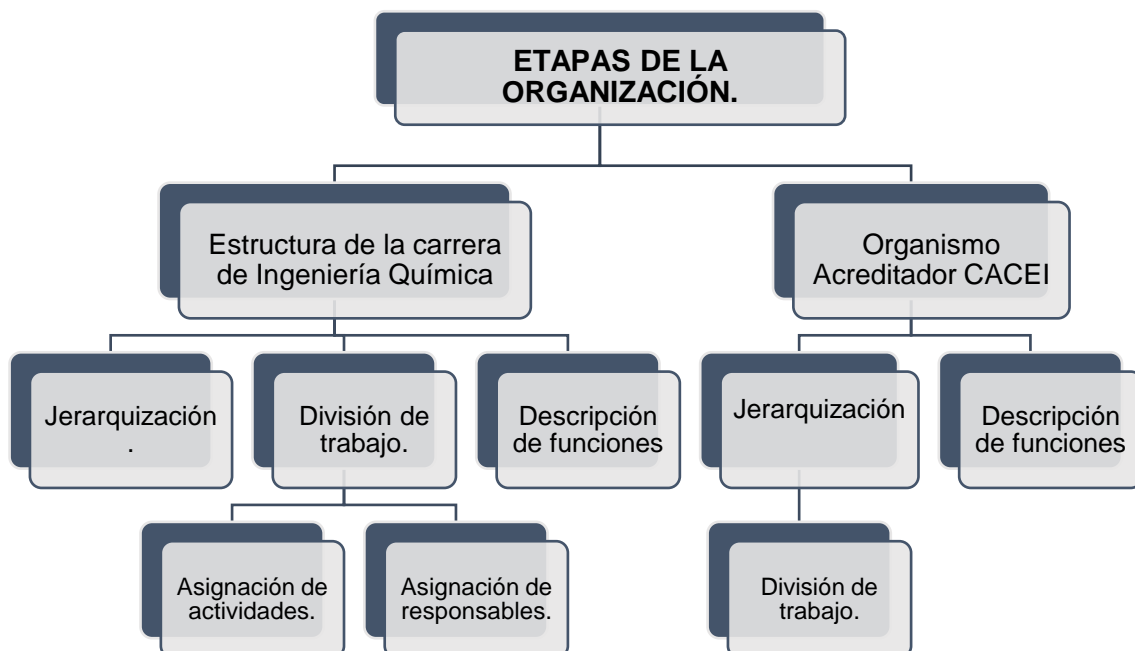 ETAPAS DE LA
ORGANIZACIÓN.
Estructura de la carrera
de Ingeniería Química
Organismo
Acreditador CACEI
Jerarquización
.
División de
trabajo.
Descripción
de funciones
Jerarquización
Descripción
de funciones
Asignación de
actividades.
Asignación de
responsables.
División de
trabajo.